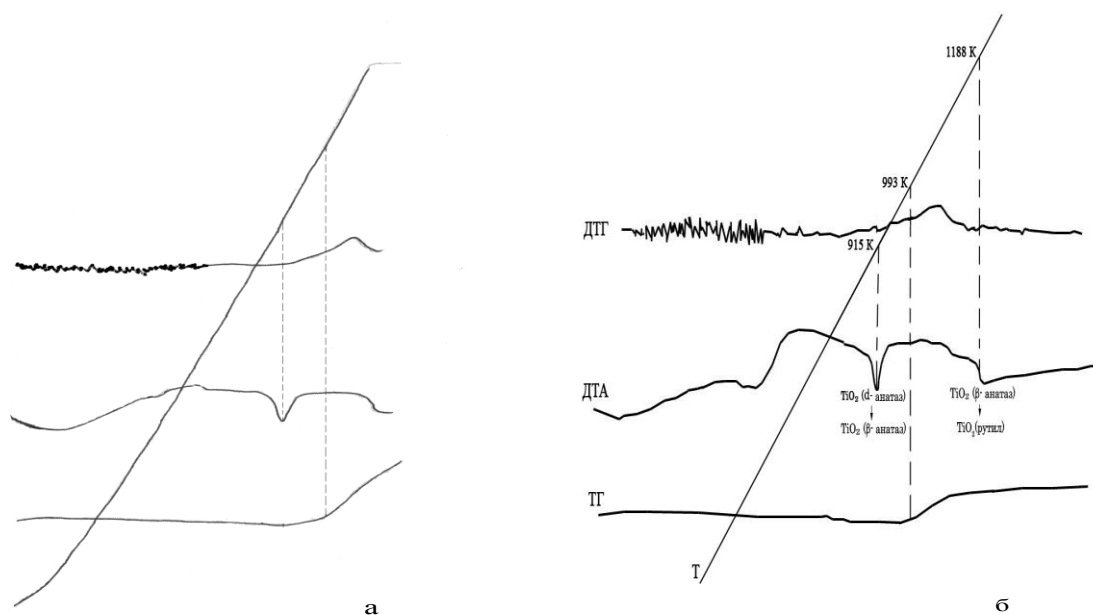 1188 K
993 K
ДТГ
915 K
ДТА
TiO₂ (d- анатаз)
TiO₂ (β- анатаз)
TiO₂ (β- анатаз)
TiO₂(рутил)
ТГ
Т
а
б